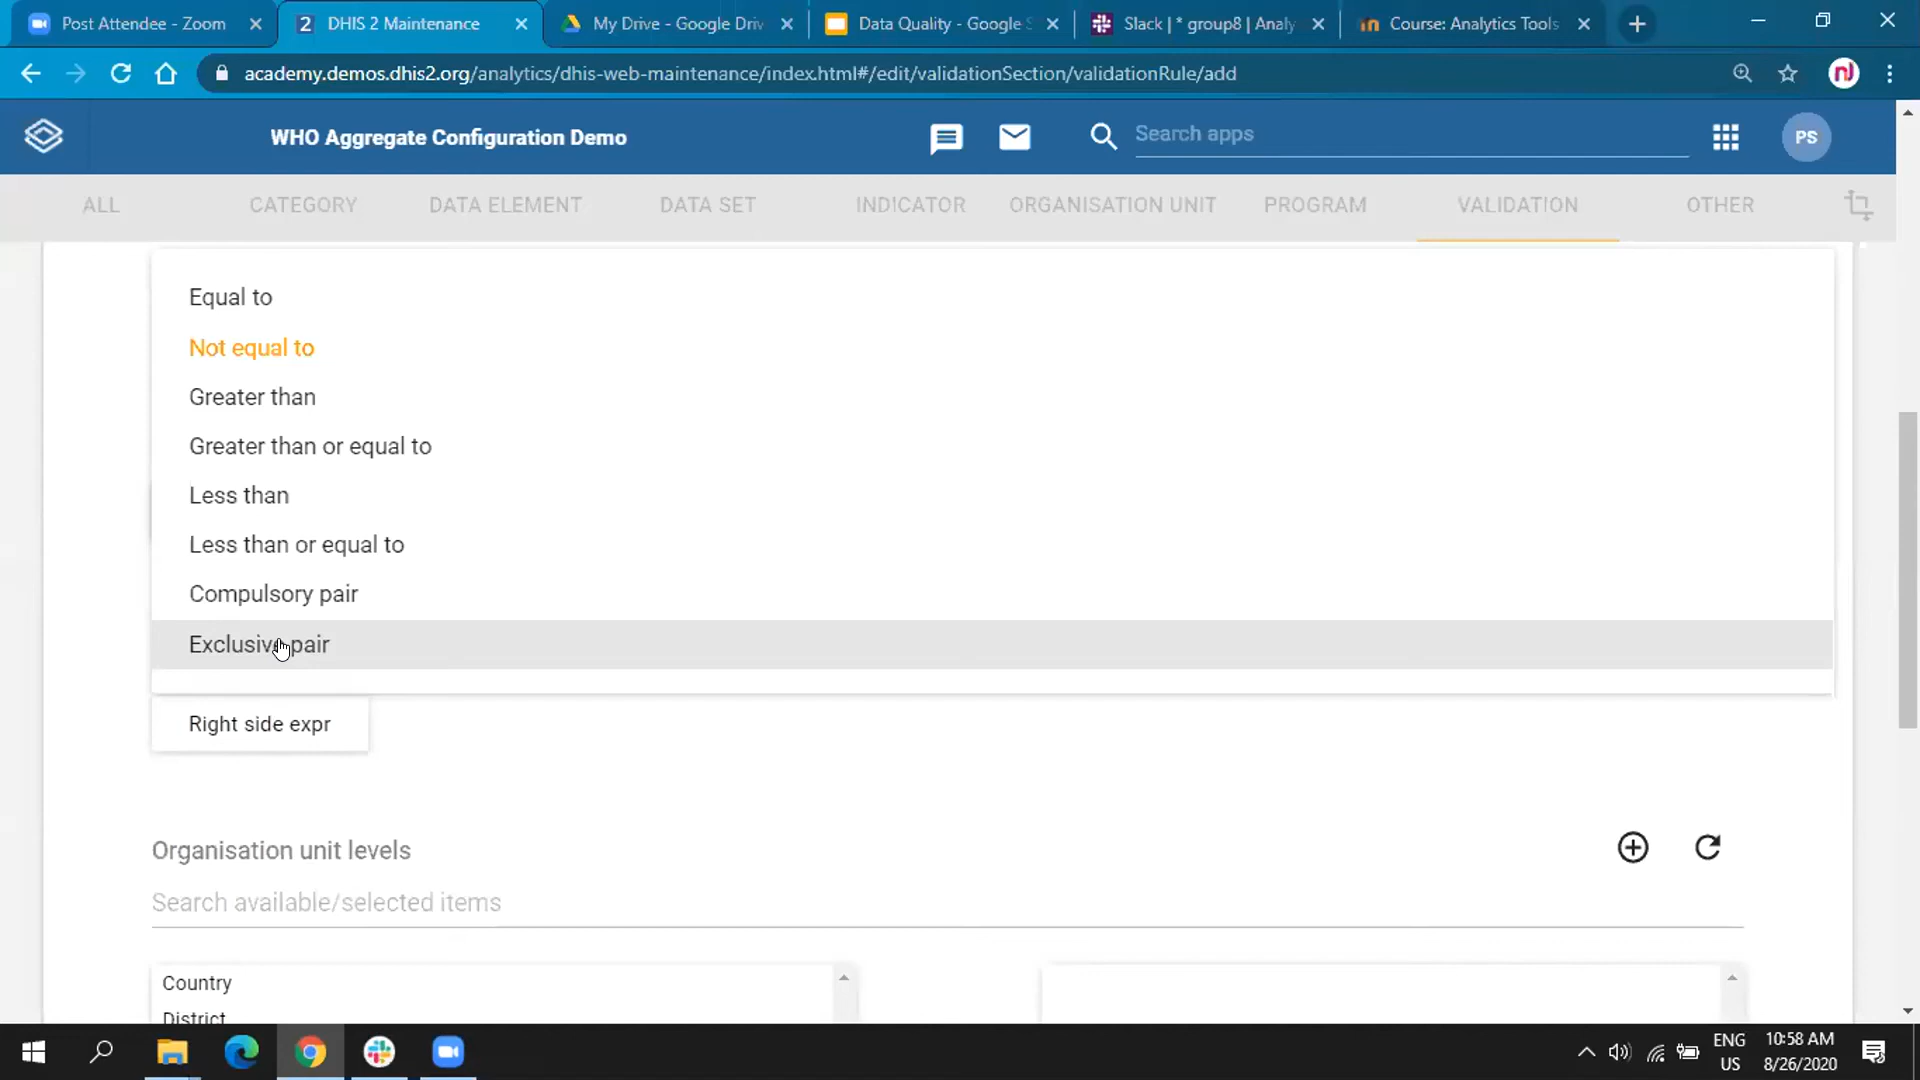 Post Attendee - Zoom
2 DHIS 2 Maintenance
My Drive - Google Driv
Data Quality - Google S
Slack | * group8 | Analy
Course: Analytics Tools
academy.demos.dhis2.org/analytics/dhis-web-maintenance/index.html#/edit/validationSection/validationRule/add
WHO Aggregate Configuration Demo
Search apps
PS
ALL
CATEGORY
DATA ELEMENT
DATA SET
INDICATOR
ORGANISATION UNIT
PROGRAM
VALIDATION
OTHER
Equal to
Not equal to
Greater than
Greater than or equal to
Less than
Less than or equal to
Compulsory pair
Exclusive pair
Right side expr
Organisation unit levels
Search available/selected items
Country
District
ENG
US
10:58 AM
8/26/2020